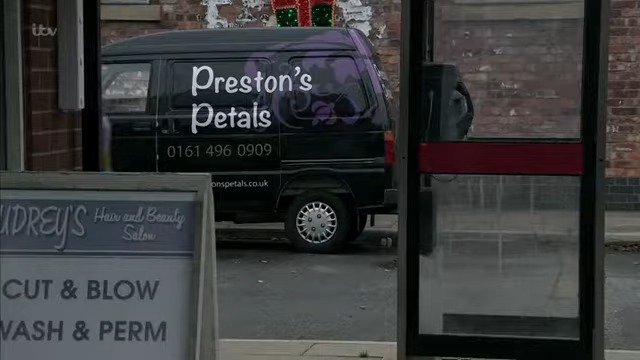 itv
Preston's
Petals
0161 496 0909
onspetals.co.uk
UDREY'S Hair and Beauty
Salon
CUT & BLOW
WASH & PERM